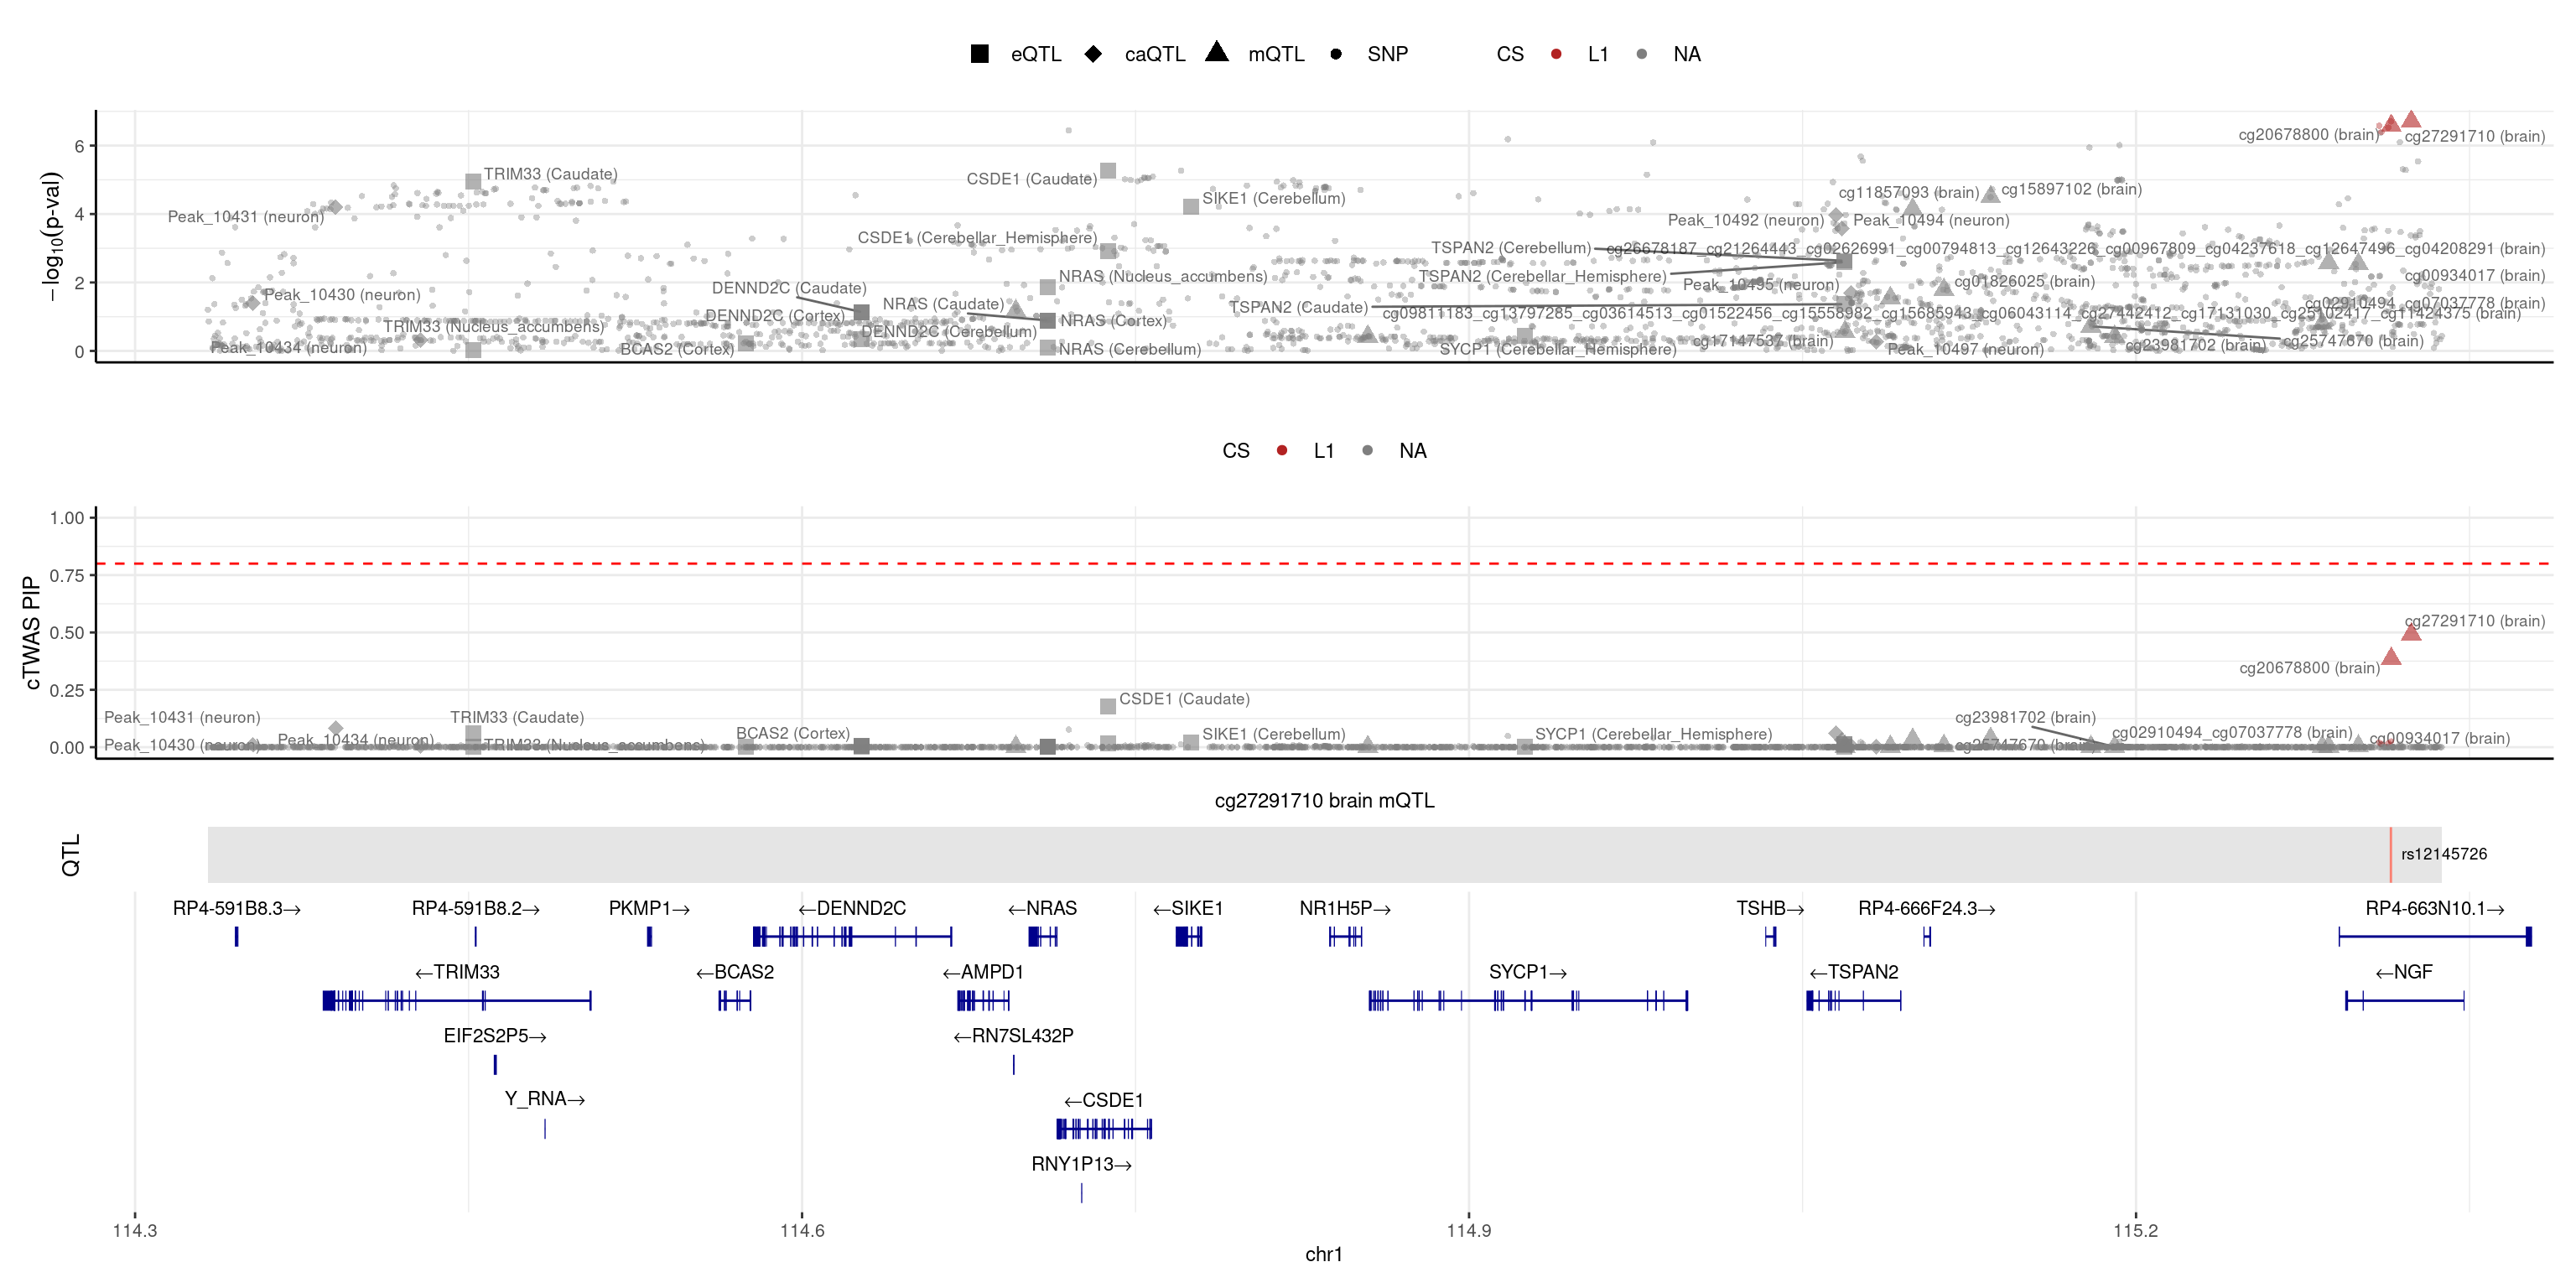 eQTL caQTL mQTL SNP CS L1 NA
−log10(p-val)
6
4
2
0
cg20678800 (brain)
cg27291710 (brain)
TRIM33 (Caudate)
CSDE1 (Caudate)
SIKE1 (Cerebellum)
cg11857093 (brain)
cg15897102 (brain)
Peak_10431 (neuron)
Peak_10492 (neuron)
Peak_10494 (neuron)
CSDE1 (Cerebellar_Hemisphere)
TSPAN2 (Cerebellum)
cg26678187_cg21264443_cg02626991_cg00794813_cg12643226_cg00967809_cg04237618_cg12647496_cg04208291 (brain)
NRAS (Nucleus_accumbens)
TSPAN2 (Cerebellar_Hemisphere)
cg00934017 (brain)
DENND2C (Caudate)
Peak_10495 (neuron)
cg01826025 (brain)
Peak_10430 (neuron)
NRAS (Caudate)
TSPAN2 (Caudate)
cg02910494_cg07037778 (brain)
DENND2C (Cortex)
cg09811183_cg13797285_cg03614513_cg01522456_cg15558982_cg15685943_cg06043114_cg27442412_cg17131030_cg25102417_cg11424375 (brain)
TRIM33 (Nucleus_accumbens)
DENND2C (Cerebellum)
NRAS (Cortex)
Peak_10434 (neuron)
BCAS2 (Cortex)
NRAS (Cerebellum)
SYCP1 (Cerebellar_Hemisphere)
cg17147537 (brain)
Peak_10497 (neuron)
cg23981702 (brain)
cg25747670 (brain)
CS L1 NA
cTWAS PIP
1.00
0.75
0.50
0.25
0.00
cg27291710 (brain)
cg20678800 (brain)
CSDE1 (Caudate)
Peak_10431 (neuron)
TRIM33 (Caudate)
cg23981702 (brain)
BCAS2 (Cortex)
SIKE1 (Cerebellum)
SYCP1 (Cerebellar_Hemisphere)
cg02910494_cg07037778 (brain)
Peak_10430 (neuron)
Peak_10434 (neuron)
TRIM33 (Nucleus_accumbens)
cg25747670 (brain)
cg00934017 (brain)
cg27291710 brain mQTL
QTL
rs12145726
RP4-591B8.3→ RP4-591B8.2→ PKMP1→ ←DENND2C ←NRAS ←SIKE1 NR1H5P→ TSHB→ RP4-666F24.3→ RP4-663N10.1→
←TRIM33 ←BCAS2 ←AMPD1 SYCP1→ ←TSPAN2 ←NGF
EIF2S2P5→ ←RN7SL432P
Y_RNA→ ←CSDE1
RNY1P13→
114.3 114.6 114.9 115.2
chr1